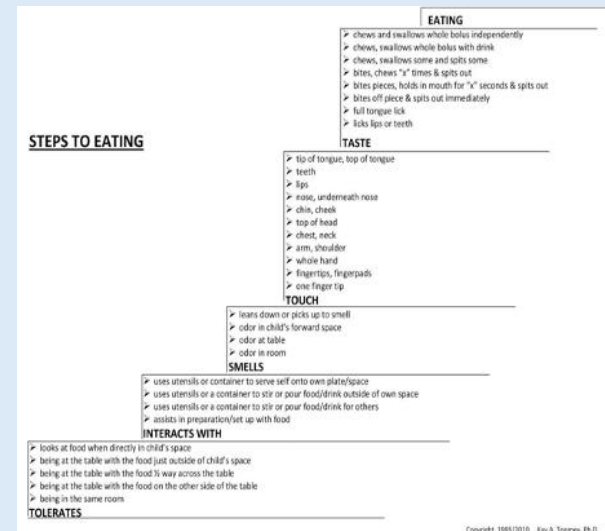 EATING
➢ chews and swallows whole bolus independently
➢ chews, swallows whole bolus with drink
➢ chews, swallows some and spits some
➢ bites, chews "x" times & spits out
➢ bites pieces, holds in mouth for "x" seconds & spits out
➢ bites off piece & spits out immediately
➢ full tongue lick
➢ licks lips or teeth
STEPS TO EATING
TASTE
➢ tip of tongue, top of tongue
➢ teeth
➢ lips
➢ nose, underneath nose
➢ chin, cheek
➢ top of head
➢ chest, neck
➢ arm, shoulder
➢ whole hand
➢ fingertips, fingerpads
➢ one finger tip
TOUCH
➢ leans down or picks up to smell
➢ odor in child's forward space
➢ odor at table
➢ odor in room
SMELLS
➢ uses utensils or container to serve self onto own plate/space
➢ uses utensils or a container to stir or pour food/drink outside of own space
➢ uses utensils or a container to stir or pour food/drink for others
➢ assists in preparation/set up with food
INTERACTS WITH
➢ looks at food when directly in child's space
➢ being at the table with the food just outside of child's space
➢ being at the table with the food ½ way across the table
➢ being at the table with the food on the other side of the table
➢ being in the same room
TOLERATES
Copyright 1995/2010 Kay A. Toomey, Ph.D.